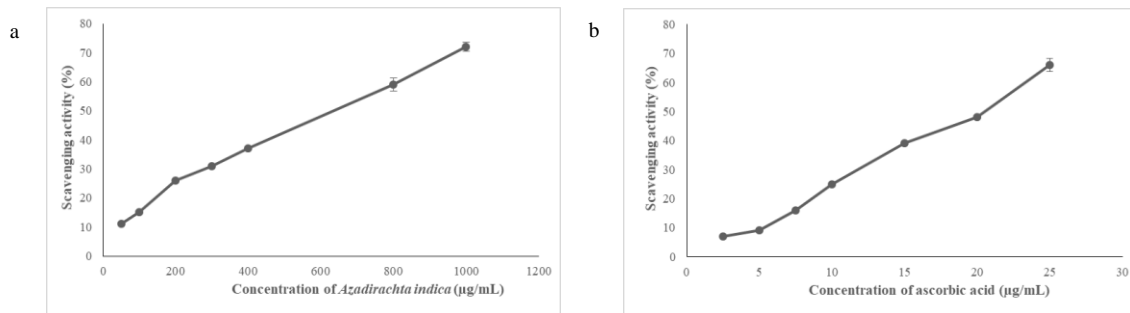 a
80
70
60
50
40
30
20
10
0
Scavenging activity (%)
0 200 400 600 800 1000 1200
Concentration of Azadirachta indica (µg/mL)
b
80
70
60
50
40
30
20
10
0
Scavenging activity (%)
0 5 10 15 20 25 30
Concentration of ascorbic acid (µg/mL)